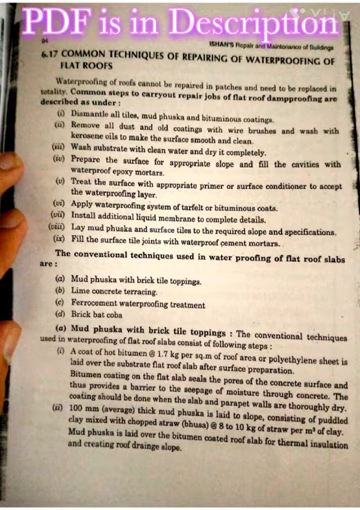 PDF is in Description
84
ISHAN'S Repair and Maintenance of Buildings
6.17 COMMON TECHNIQUES OF REPAIRING OF WATERPROOFING OF
FLAT ROOFS
Waterproofing of roofs cannot be repaired in patches and need to be replaced in
totality. Common steps to carryout repair jobs of flat roof dampproofing are
described as under :
(i) Dismantle all tiles, mud phuska and bituminous coatings.
(ii) Remove all dust and old coatings with wire brushes and wash with
kerosene oils to make the surface smooth and clean.
(iii) Wash substrate with clean water and dry it completely.
(iv) Prepare the surface for appropriate slope and fill the cavities with
waterproof epoxy mortars.
(v) Treat the surface with appropriate primer or surface conditioner to accept
the waterproofing layer.
(vi) Apply waterproofing system of tarfelt or bituminous coats.
(vii) Install additional liquid membrane to complete details.
(viii) Lay mud phuska and surface tiles to the required slope and specifications.
(ix) Fill the surface tile joints with waterproof cement mortars.
The conventional techniques used in water proofing of flat roof slabs
are :
(a) Mud phuska with brick tile toppings.
(b) Lime concrete terracing.
(c) Ferrocement waterproofing treatment
(d) Brick bat coba
(a) Mud phuska with brick tile toppings : The conventional techniques
used in waterproofing of flat roof slabs consist of following steps :
(i) A coat of hot bitumen @ 1.7 kg per sq.m of roof area or polyethylene sheet is
laid over the substrate flat roof slab after surface preparation.
Bitumen coating on the flat slab seals the pores of the concrete surface and
thus provides a barrier to the seepage of moisture through concrete. The
coating should be done when the slab and parapet walls are thoroughly dry.
(ii) 100 mm (average) thick mud phuska is laid to slope, consisting of puddled
clay mixed with chopped straw (bhusa) @ 8 to 10 kg of straw per m³ of clay.
Mud phuska is laid over the bitumen coated roof slab for thermal insulation
and creating roof drainge slope.